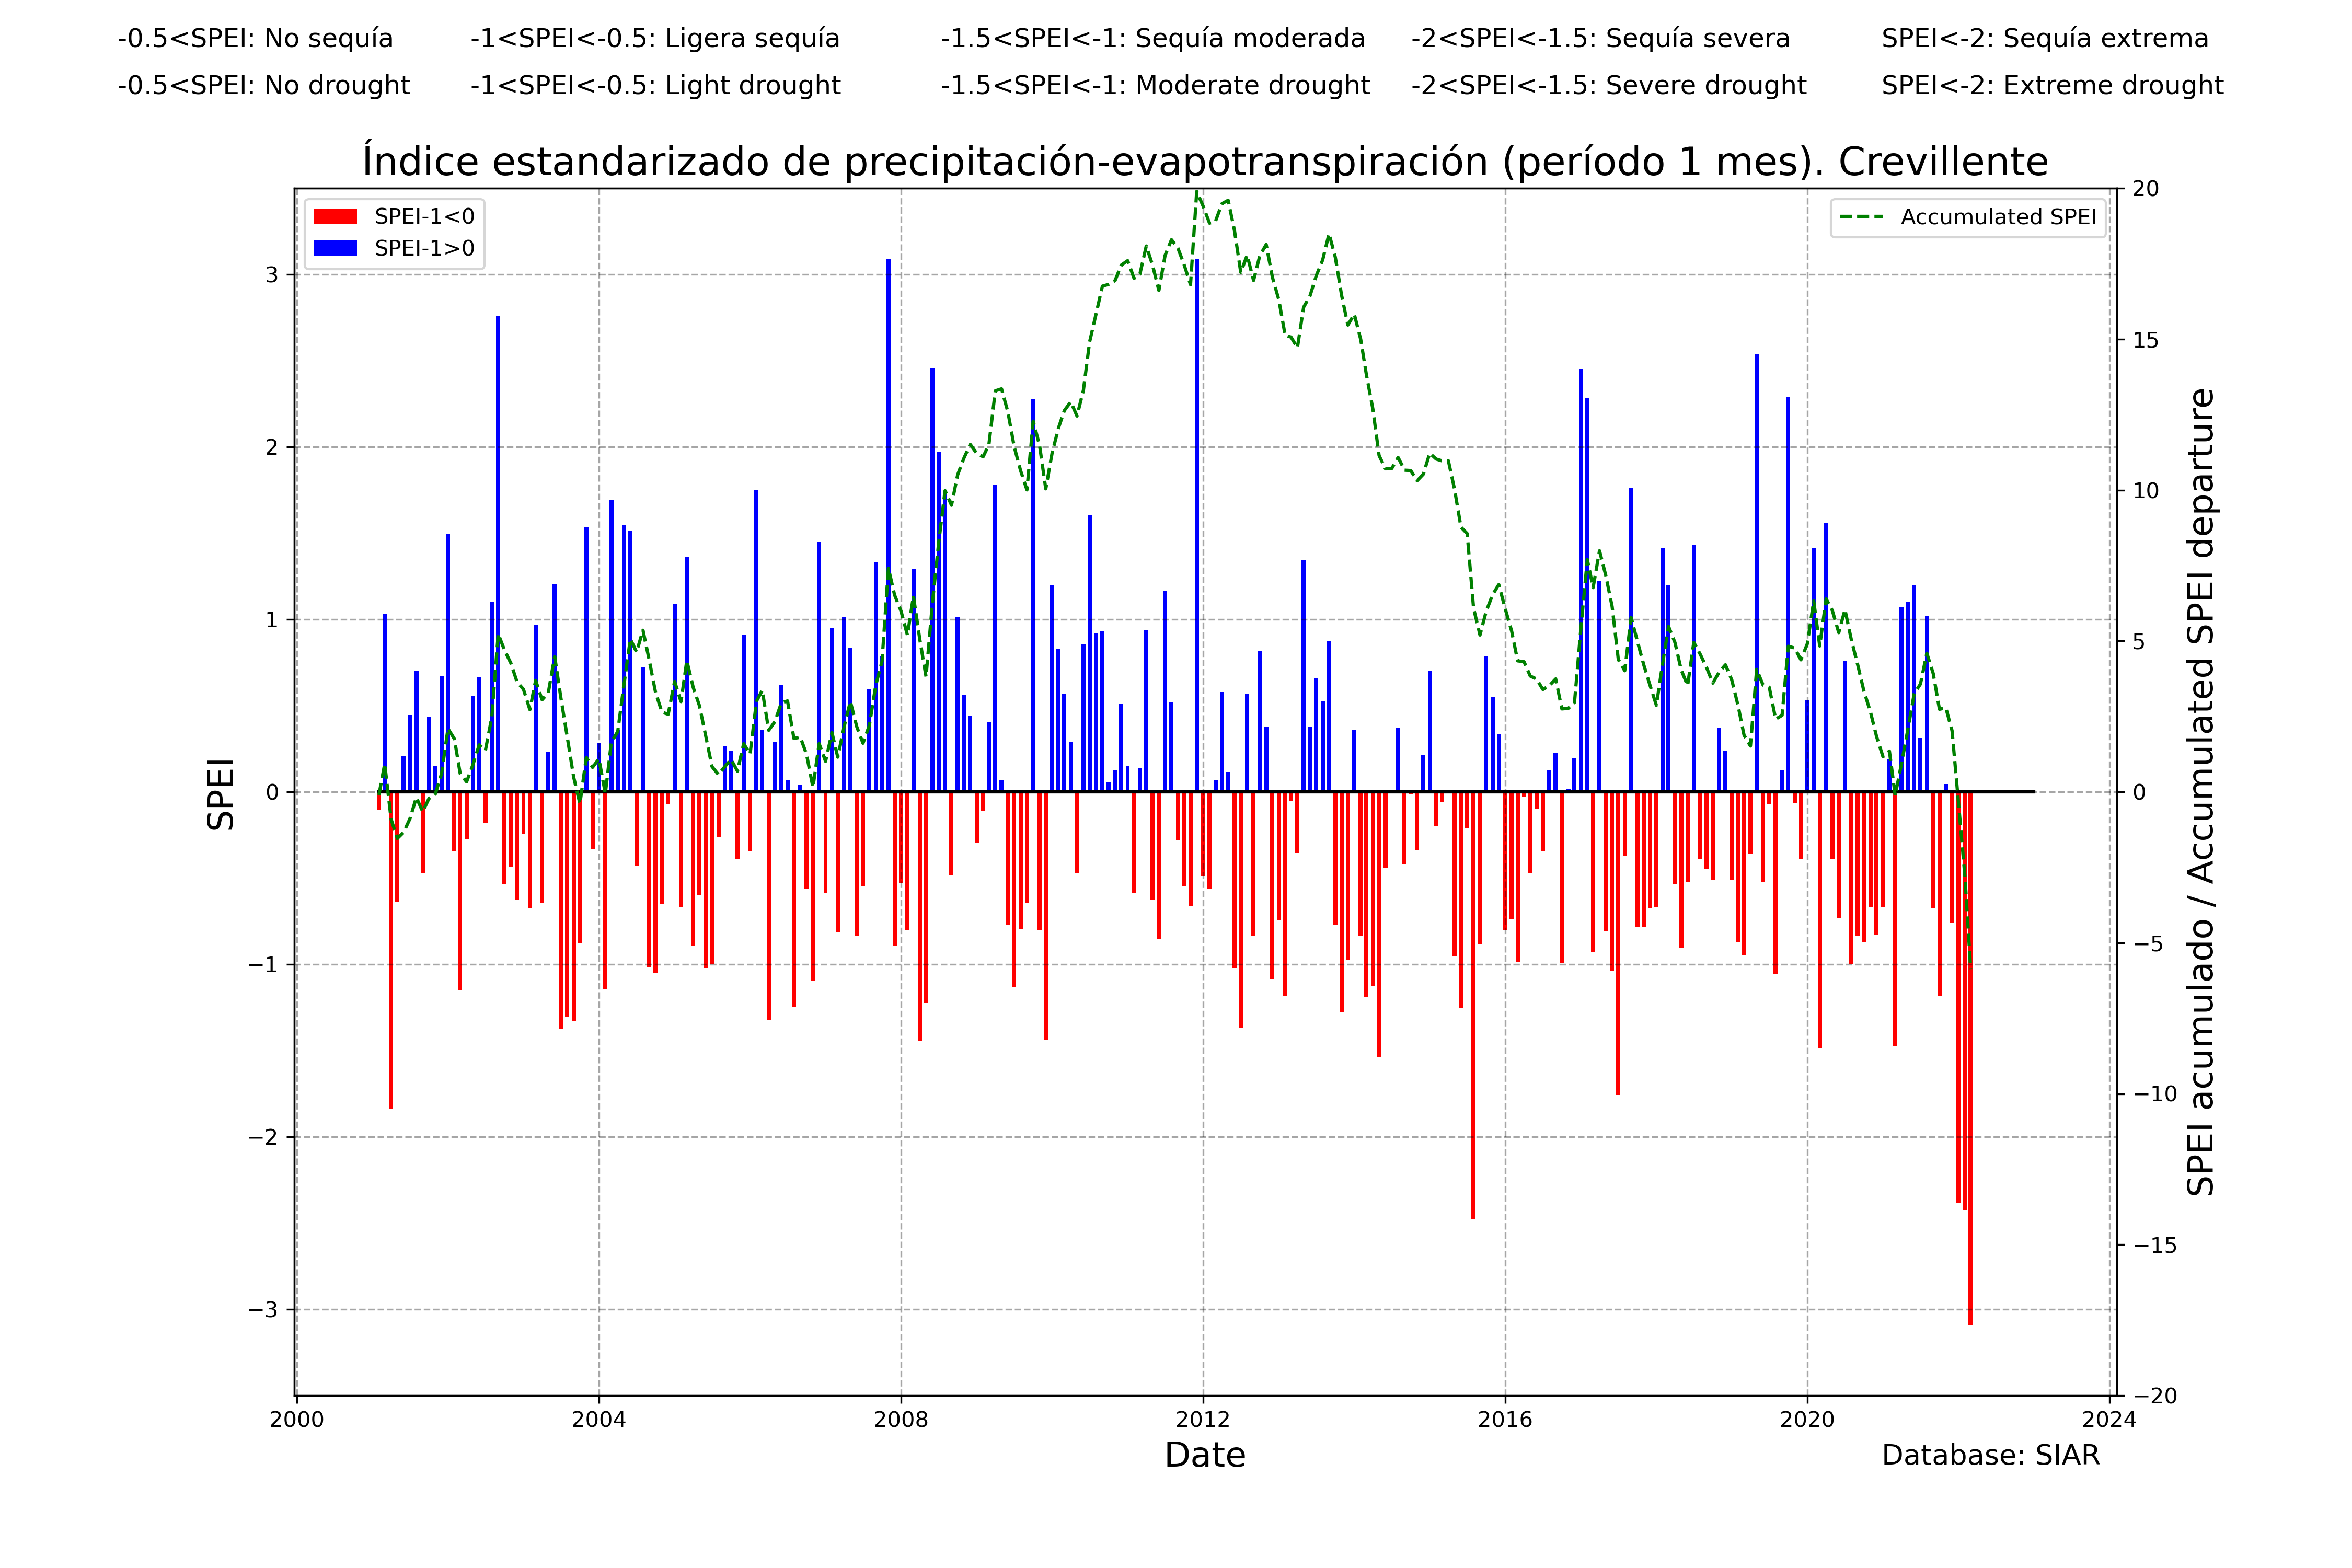 -0.5<SPEI: No sequía -1<SPEI<-0.5: Ligera sequía -1.5<SPEI<-1: Sequía moderada -2<SPEI<-1.5: Sequía severa SPEI<-2: Sequía extrema
-0.5<SPEI: No drought -1<SPEI<-0.5: Light drought -1.5<SPEI<-1: Moderate drought -2<SPEI<-1.5: Severe drought SPEI<-2: Extreme drought
Índice estandarizado de precipitación-evapotranspiración (período 1 mes). Crevillente
SPEI-1<0
SPEI-1>0
Accumulated SPEI
SPEI
3
2
1
0
−1
−2
−3
20
15
10
5
0
−5
−10
−15
−20
SPEI acumulado / Accumulated SPEI departure
2000 2004 2008 2012 2016 2020 2024
Date
Database: SIAR